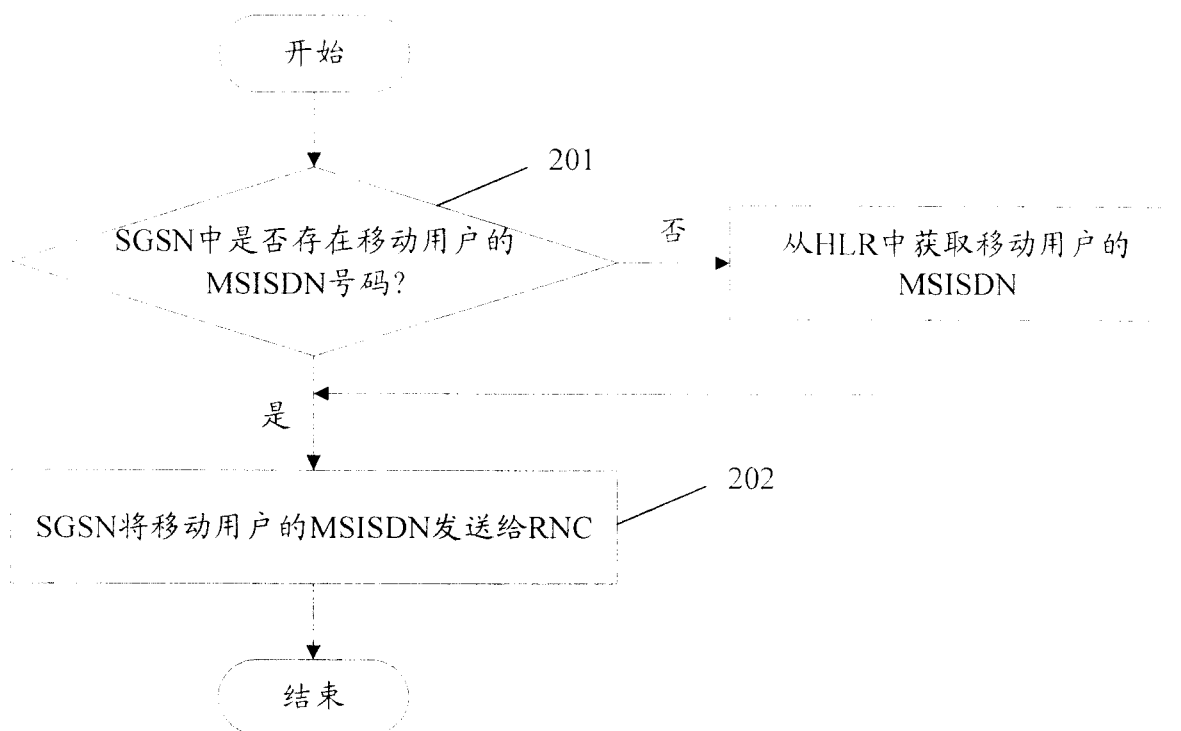 开始
201
SGSN中是否存在移动用户的
MSISDN号码?
否
从HLR中获取移动用户的
MSISDN
是
202
SGSN将移动用户的MSISDN发送给RNC
结束